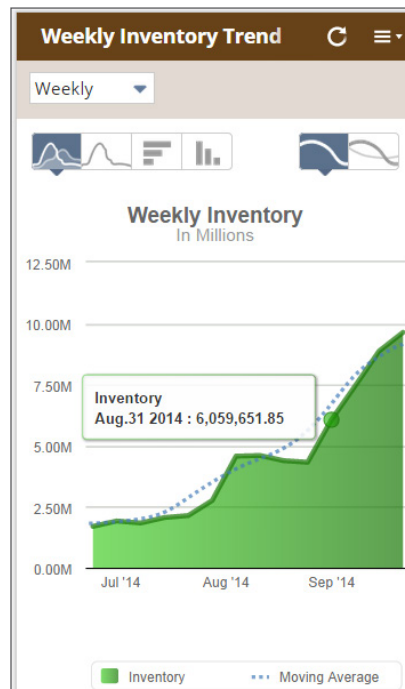 Weekly Inventory Trend
Weekly
Weekly Inventory
In Millions
12.50M
10.00M
7.50M
Inventory
Aug.31 2014 : 6,059,651.85
5.00M
2.50M
0.00M
Jul '14 Aug '14 Sep '14
Inventory Moving Average